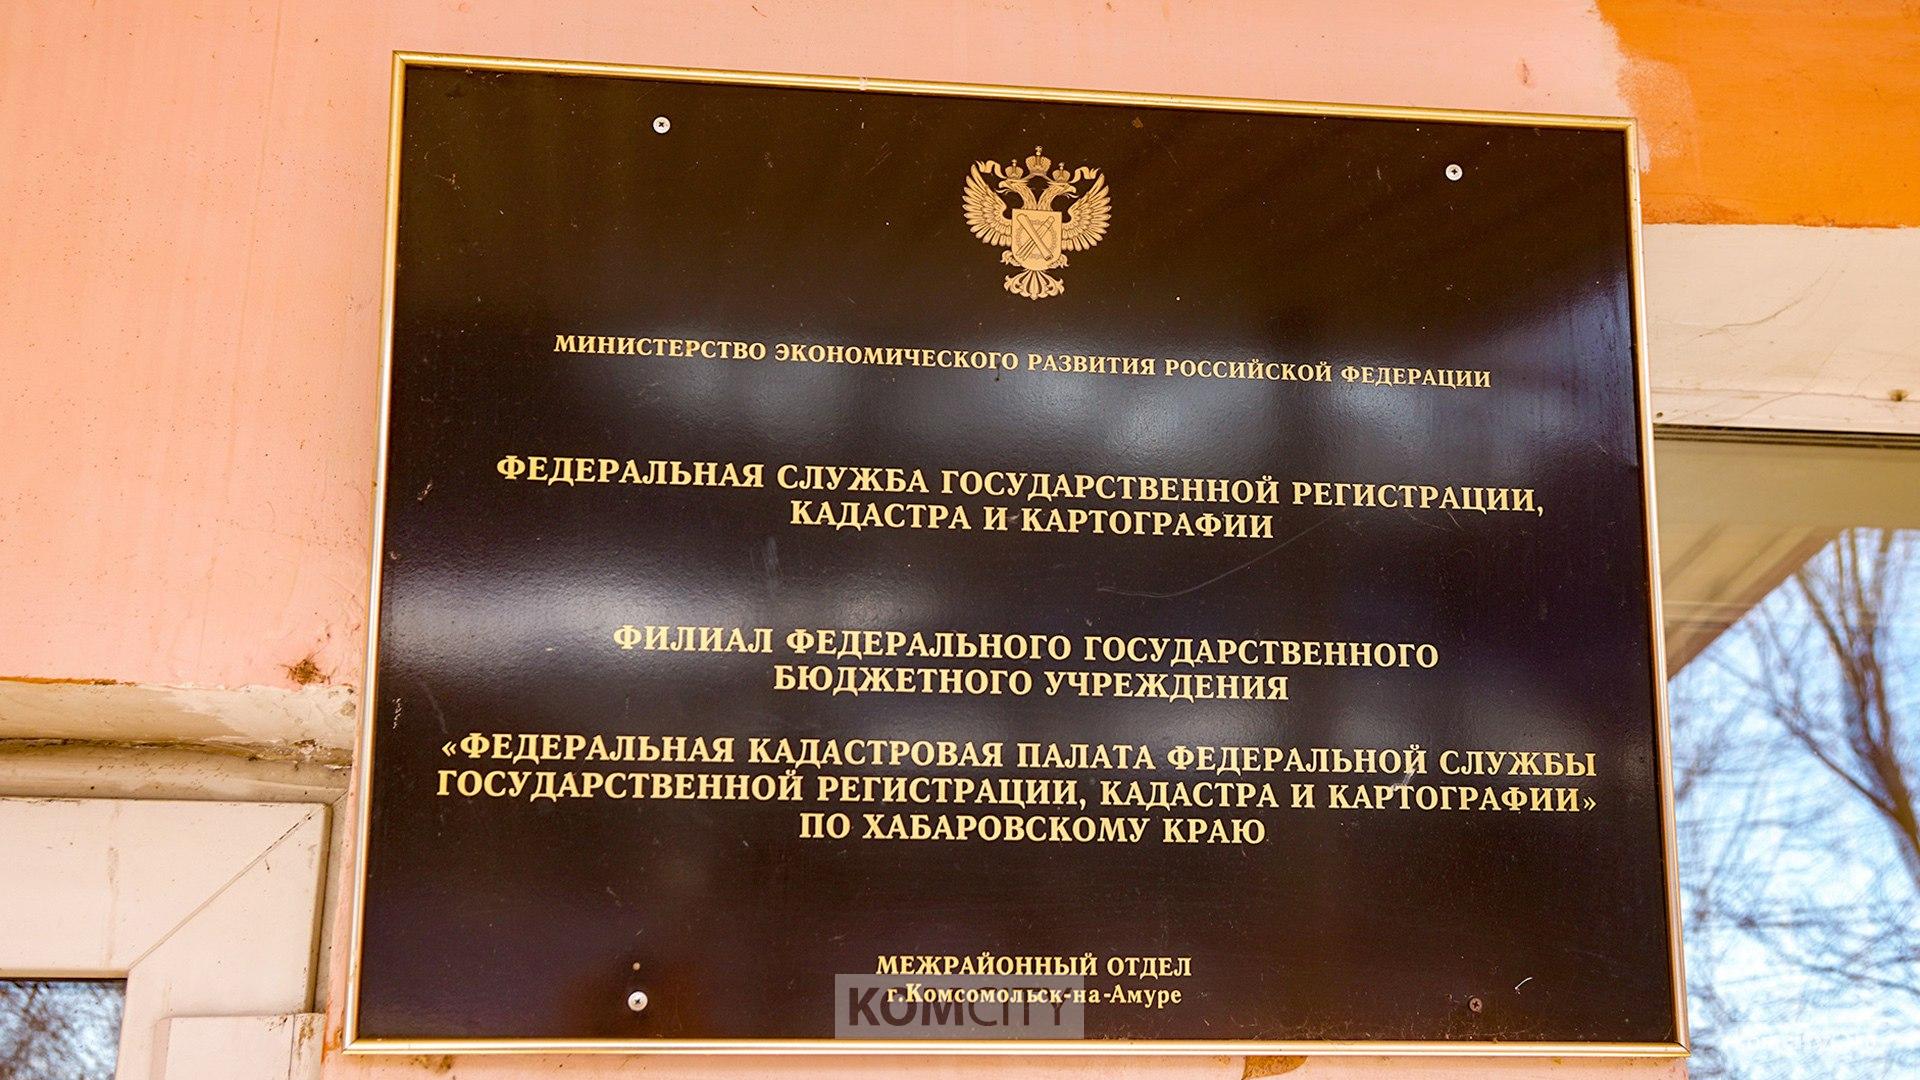 МИНИСТЕРСТВО ЭКОНОМИЧЕСКОГО РАЗВИТИЯ РОССИЙСКОЙ ФЕДЕРАЦИИ
ФЕДЕРАЛЬНАЯ СЛУЖБА ГОСУДАРСТВЕННОЙ РЕГИСТРАЦИИ,
КАДАСТРА И КАРТОГРАФИИ
ФИЛИАЛ ФЕДЕРАЛЬНОГО ГОСУДАРСТВЕННОГО
БЮДЖЕТНОГО УЧРЕЖДЕНИЯ
«ФЕДЕРАЛЬНАЯ КАДАСТРОВАЯ ПАЛАТА ФЕДЕРАЛЬНОЙ СЛУЖБЫ
ГОСУДАРСТВЕННОЙ РЕГИСТРАЦИИ, КАДАСТРА И КАРТОГРАФИИ»
ПО ХАБАРОВСКОМУ КРАЮ
МЕЖРАЙОННЫЙ ОТДЕЛ
г.Комсомольск-на-Амуре
KOMCITY